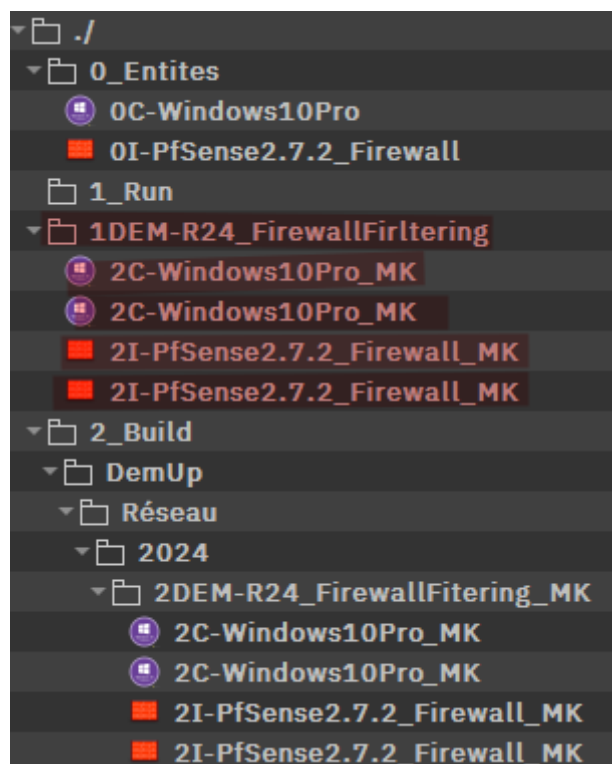 ./
0_Entites
0C-Windows10Pro
0I-PfSense2.7.2_Firewall
1_Run
1DEM-R24_FirewallFirltering
2C-Windows10Pro_MK
2C-Windows10Pro_MK
2I-PfSense2.7.2_Firewall_MK
2I-PfSense2.7.2_Firewall_MK
2_Build
DemUp
Réseau
2024
2DEM-R24_FirewallFitering_MK
2C-Windows10Pro_MK
2C-Windows10Pro_MK
2I-PfSense2.7.2_Firewall_MK
2I-PfSense2.7.2_Firewall_MK